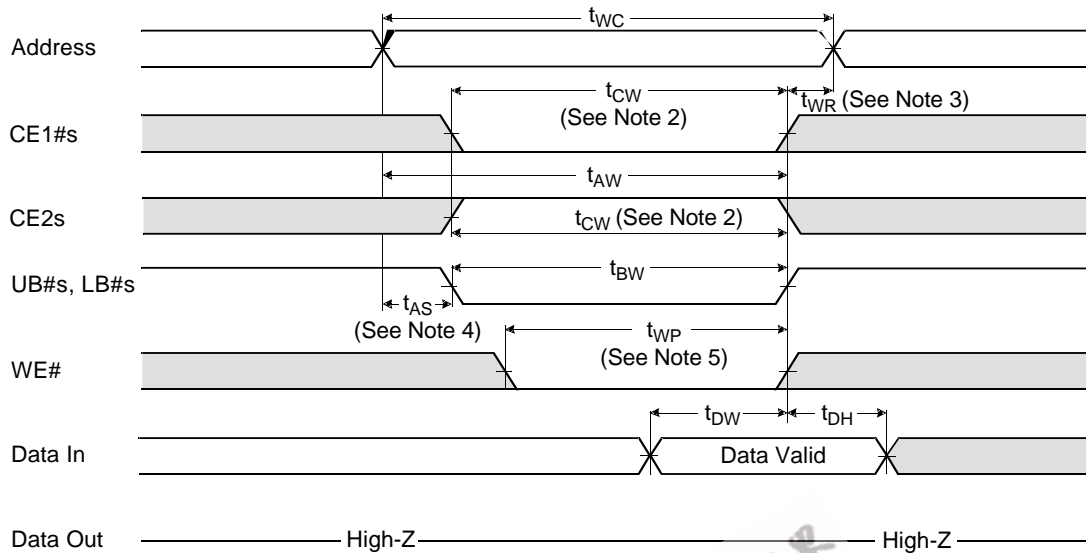 tWC
Address
tCW
(See Note 2)
tWR (See Note 3)
CE1#s
tAW
CE2s
tCW (See Note 2)
UB#s, LB#s
tBW
tAS
(See Note 4)
tWP
(See Note 5)
WE#
tDW
tDH
Data In
Data Valid
Data Out
High-Z
High-Z